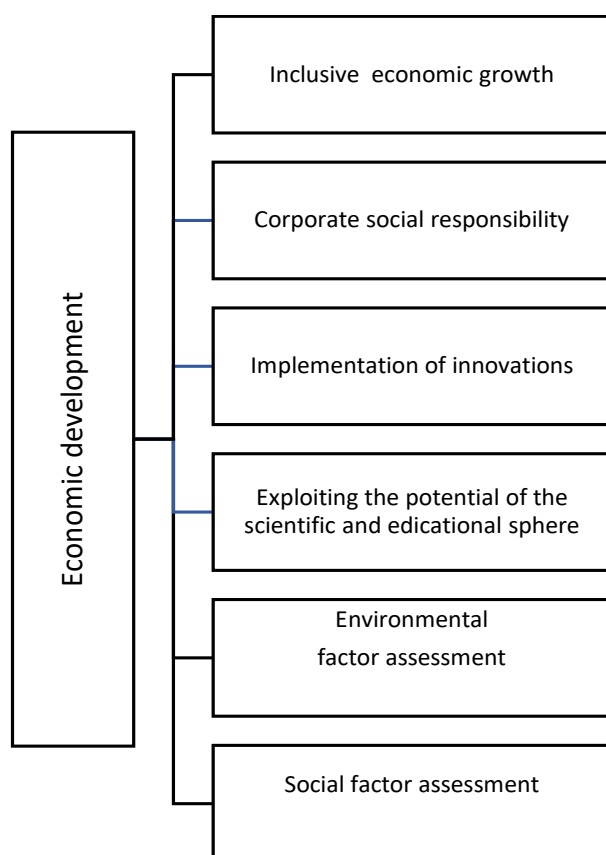 Economic development
Inclusive  economic growth
Corporate social responsibility
Implementation of innovations
Exploiting the potential of the
scientific and edicational sphere
Environmental
factor assessment
Social factor assessment